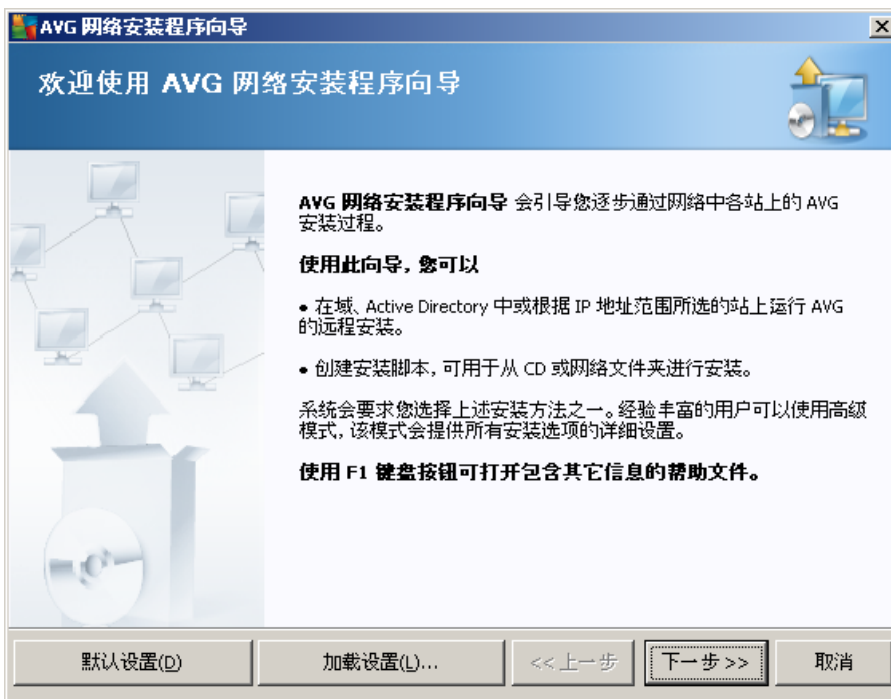 AVG 网络安装程序向导
欢迎使用 AVG 网络安装程序向导
AVG 网络安装程序向导 会引导您逐步通过网络中各站上的 AVG
安装过程。
使用此向导, 您可以
• 在域、Active Directory 中或根据 IP 地址范围所选的站上运行 AVG
的远程安装。
• 创建安装脚本, 可用于从 CD 或网络文件夹进行安装。
系统会要求您选择上述安装方法之一。经验丰富的用户可以使用高级
模式, 该模式会提供所有安装选项的详细设置。
使用 F1 键盘按钮可打开包含其它信息的帮助文件。
默认设置(D)
加载设置(L)...
<< 上一步
下一步 >>
取消